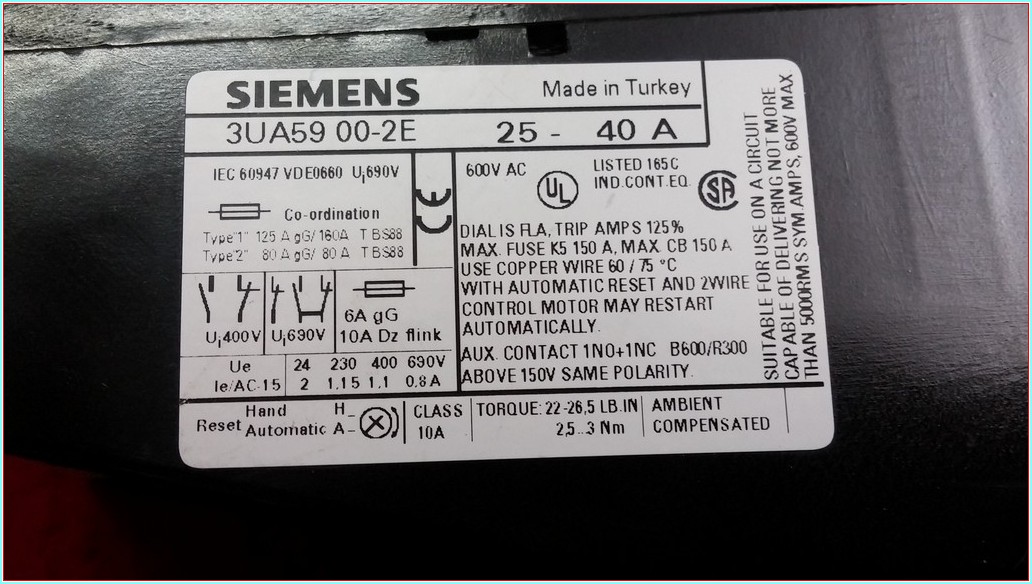 SIEMENS
Made in Turkey
3UA59 00-2E
25 - 40 A
IEC 60947 VDE0660 Ui690V
Co-ordination
Type"1" 125 A gG/ 160A T BS88
Type"2" 80 A gG/ 80 A T BS88
CE
Ui400V
Ui690V
6A gG
10A Dz flink
Ue 24 230 400 690V
Ie/AC-15 2 1,15 1,1 0,8 A
600V AC
UL
LISTED 165C
IND.CONT.EQ.
SA
DIAL IS FLA, TRIP AMPS 125%
MAX. FUSE K5 150 A, MAX. CB 150 A
USE COPPER WIRE 60 / 75 °C
WITH AUTOMATIC RESET AND 2WIRE
CONTROL MOTOR MAY RESTART
AUTOMATICALLY.
AUX. CONTACT 1NO+1NC B600/R300
ABOVE 150V SAME POLARITY.
SUITABLE FOR USE ON A CIRCUIT
CAPABLE OF DELIVERING NOT MORE
THAN 5000RMS SYM.AMPS, 600V MAX
Reset Hand H_
Automatic A_
CLASS
10A
TORQUE: 22-26,5 LB.IN
2,5...3 Nm
AMBIENT
COMPENSATED